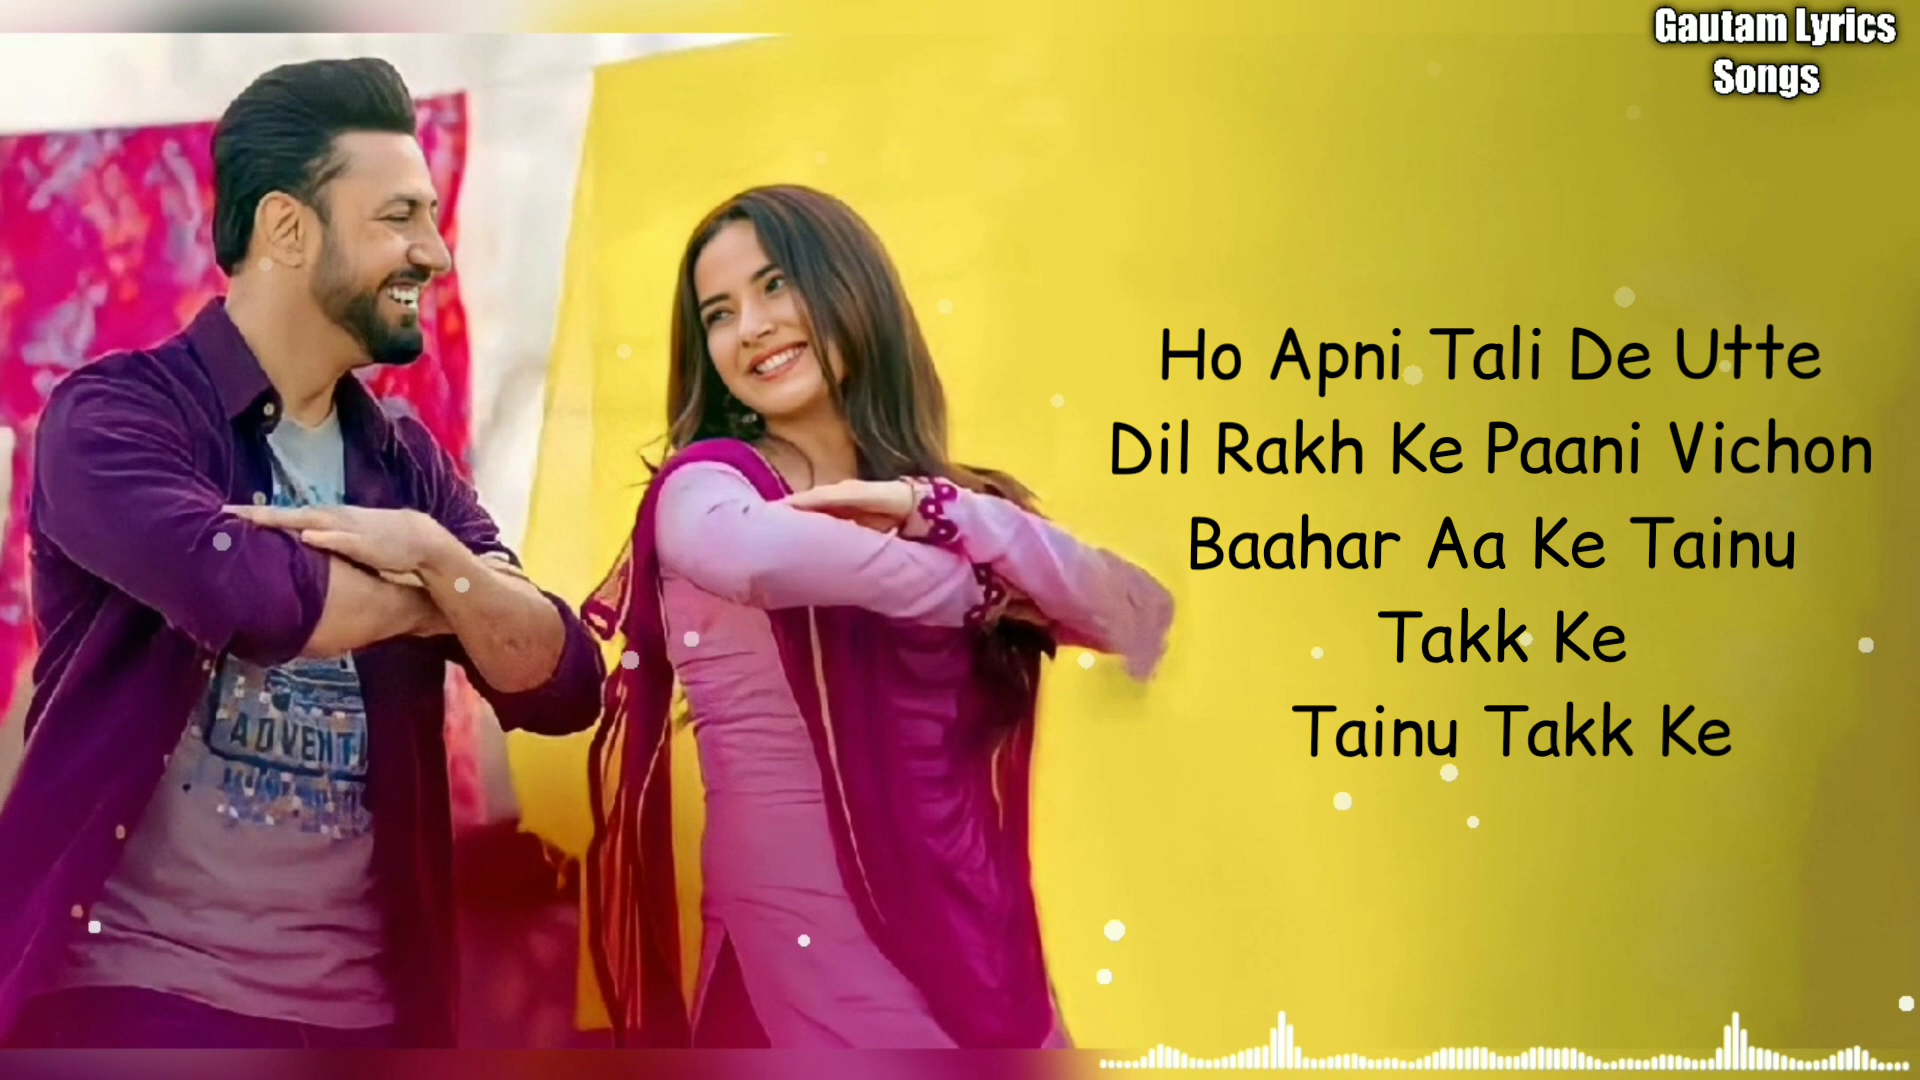 Gautam Lyrics
Songs
Ho Apni Tali De Utte
Dil Rakh Ke Paani Vichon
Baahar Aa Ke Tainu
Takk Ke
Tainu Takk Ke